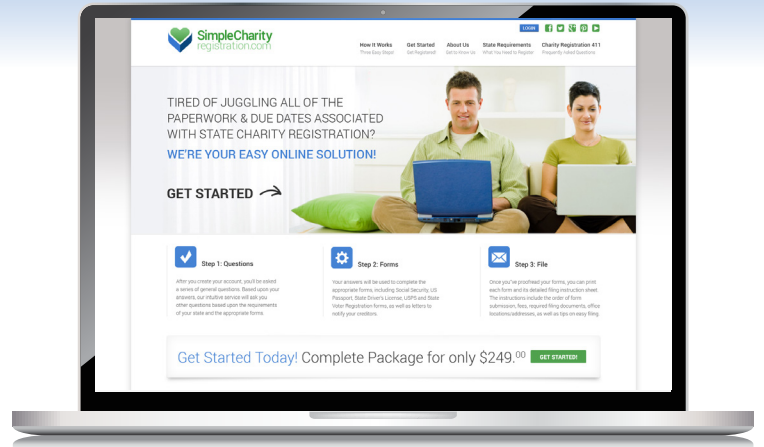 SimpleCharity
registration.com
LOGIN
How It Works
Three Easy Steps!
Get Started
Get Registered!
About Us
Get to Know Us
State Requirements
What You Need to Register
Charity Registration 411
Frequently Asked Questions
TIRED OF JUGGLING ALL OF THE
PAPERWORK & DUE DATES ASSOCIATED
WITH STATE CHARITY REGISTRATION?
WE'RE YOUR EASY ONLINE SOLUTION!
GET STARTED
Step 1: Questions
After you create your account, you'll be asked
a series of general questions. Based upon your
answers, our intuitive service will ask you
other questions based upon the requirements
of your state and the appropriate forms.
Step 2: Forms
Your answers will be used to complete the
appropriate forms, including Social Security, US
Passport, State Driver's License, USPS and State
Voter Registration forms, as well as letters to
notify your creditors.
Step 3: File
Once you've proofread your forms, you can print
each form and its detailed filing instruction sheet.
The instructions include the order of form
submission, fees, required filing documents, office
locations/addresses, as well as tips on easy filing.
Get Started Today! Complete Package for only $249.00
GET STARTED!